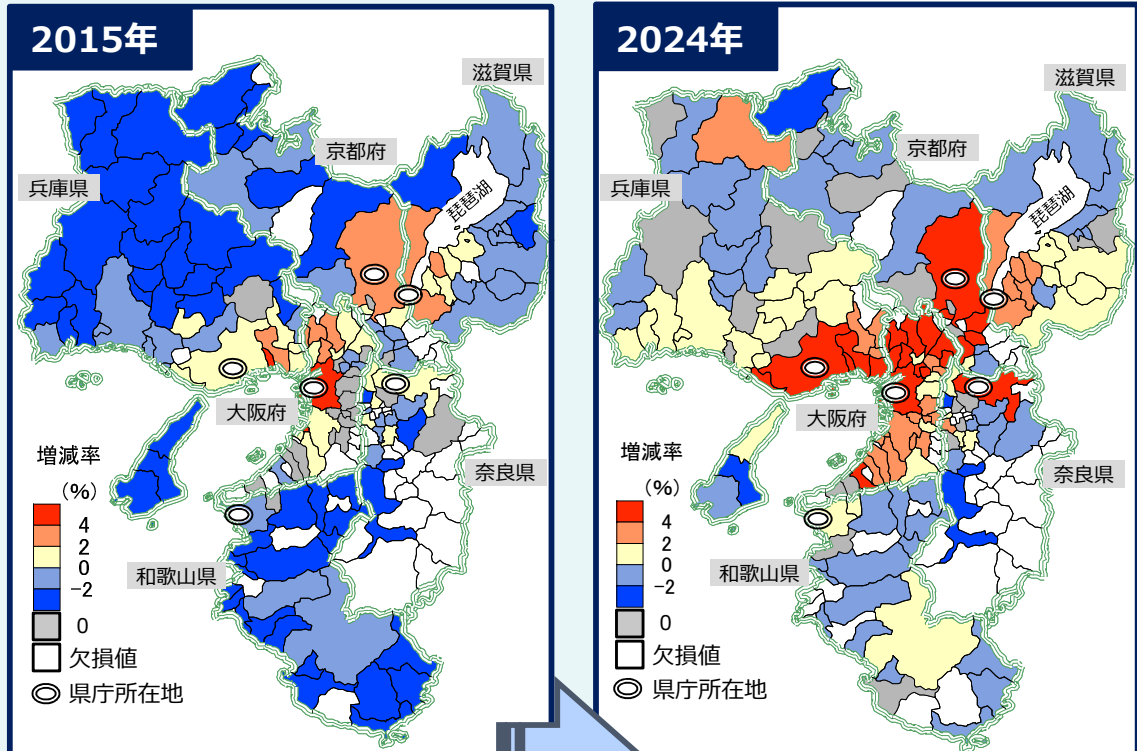 2015年
滋賀県
京都府
兵庫県
琵琶湖
大阪府
奈良県
和歌山県
増減率
(%)
4
2
0
-2
0
欠損値
県庁所在地
2024年
滋賀県
京都府
兵庫県
琵琶湖
大阪府
奈良県
和歌山県
増減率
(%)
4
2
0
-2
0
欠損値
県庁所在地